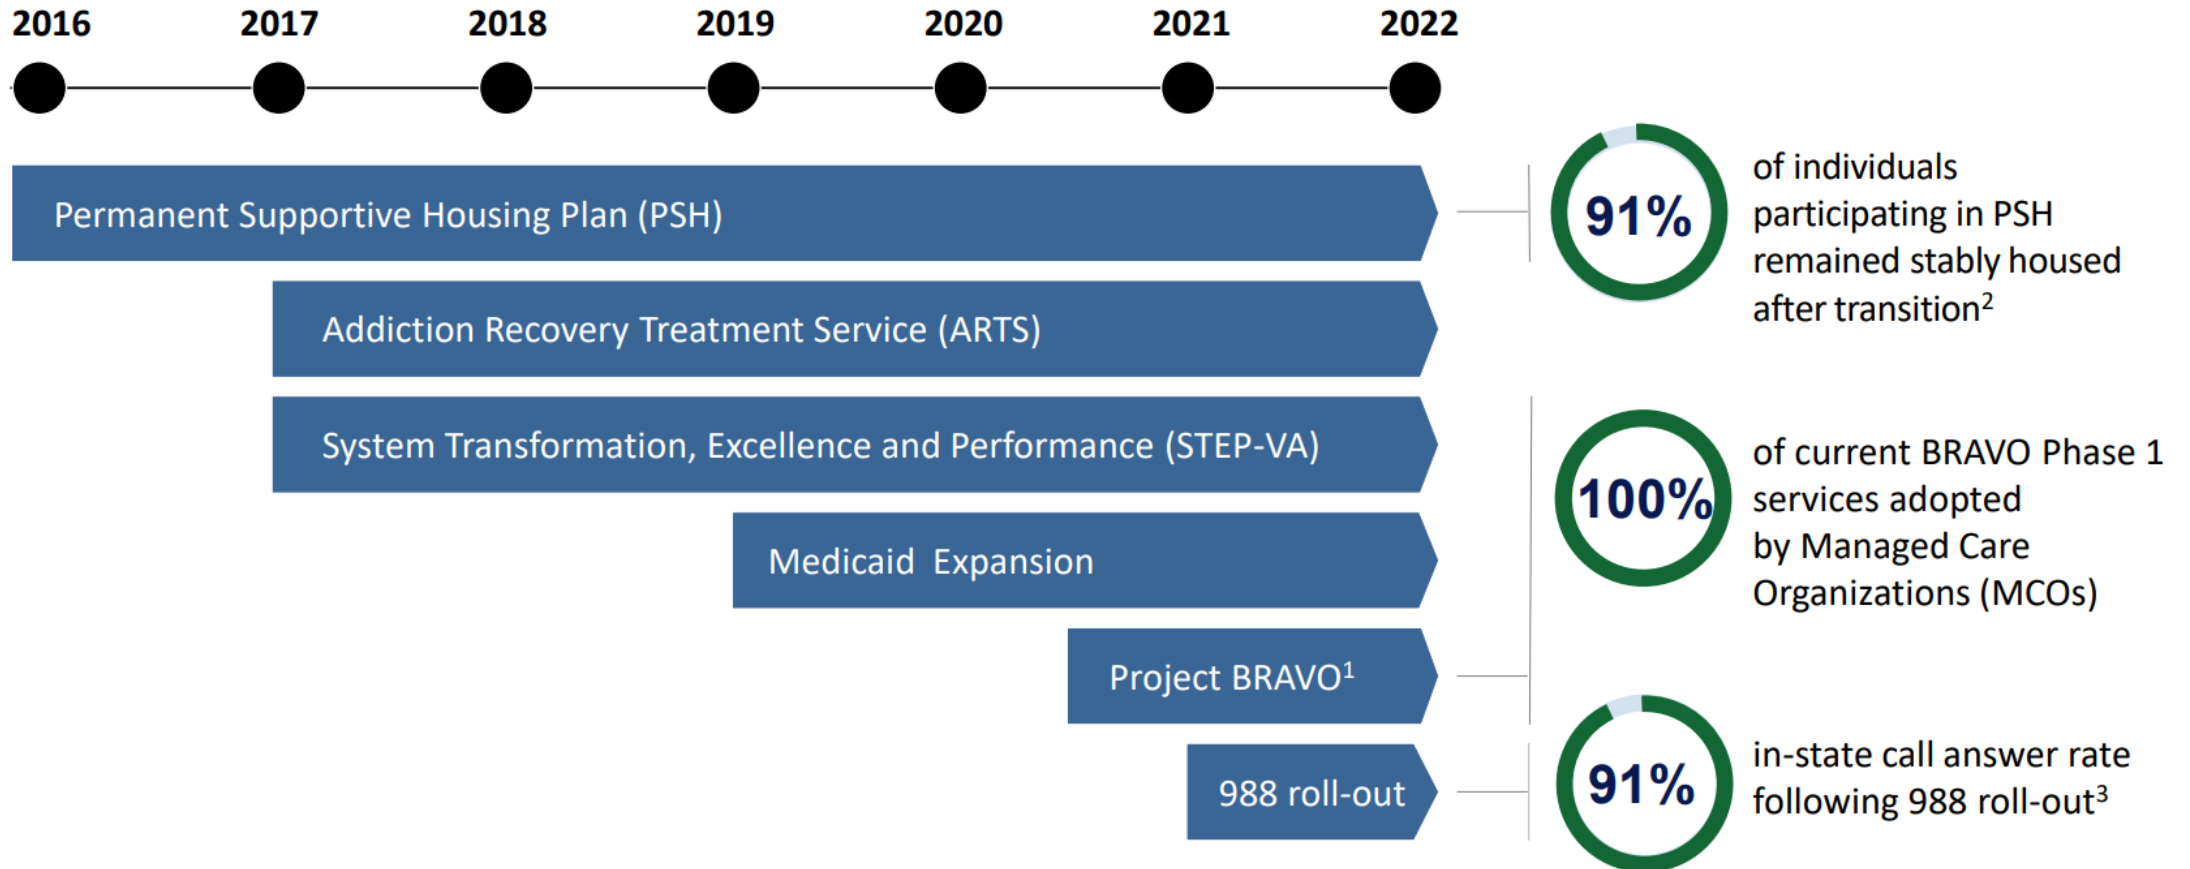 2016 2017 2018 2019 2020 2021 2022
Permanent Supportive Housing Plan (PSH)
91%
of individuals
participating in PSH
remained stably housed
after transition²
Addiction Recovery Treatment Service (ARTS)
System Transformation, Excellence and Performance (STEP-VA)
100%
of current BRAVO Phase 1
services adopted
by Managed Care
Organizations (MCOs)
Medicaid Expansion
Project BRAVO¹
988 roll-out
91%
in-state call answer rate
following 988 roll-out³